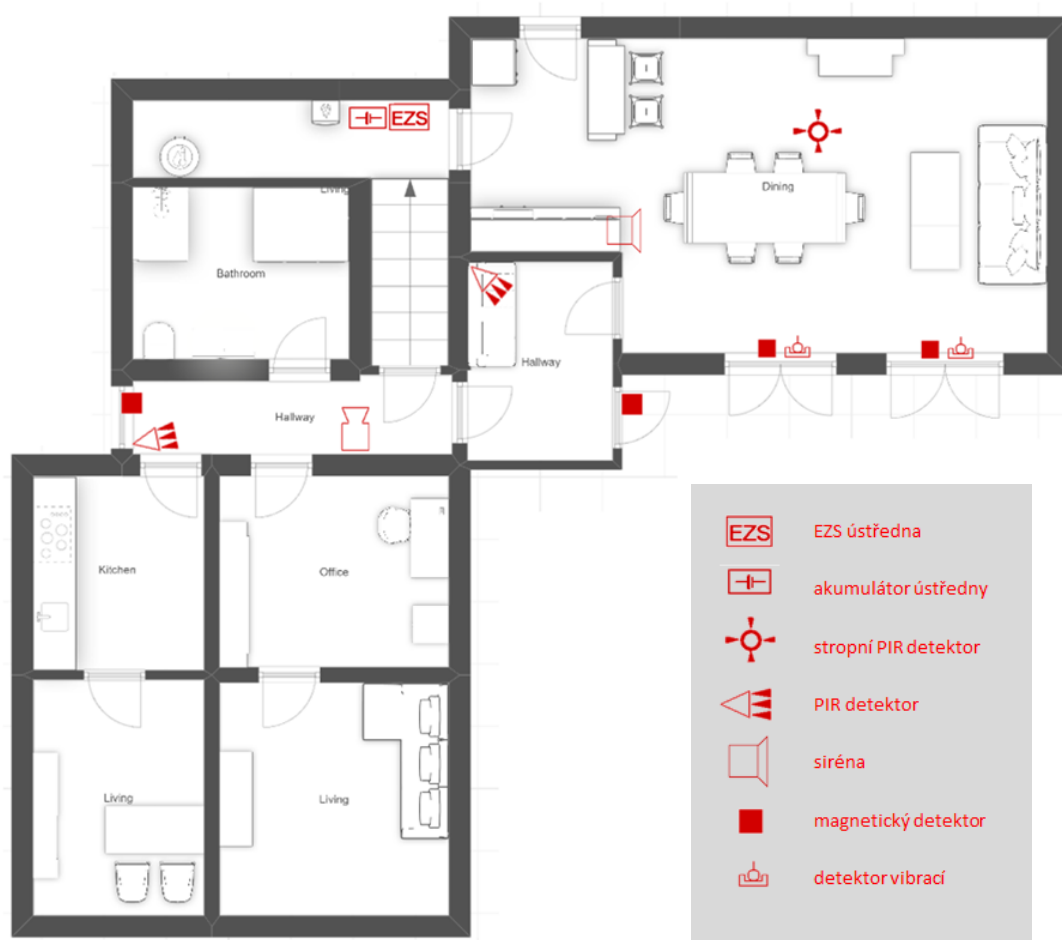 EZS
Living
Dining
Bathroom
Hallway
Hallway
Kitchen
Office
Living
Living
EZS EZS ústředna
akumulátor ústředny
stropní PIR detektor
PIR detektor
siréna
magnetický detektor
detektor vibrací